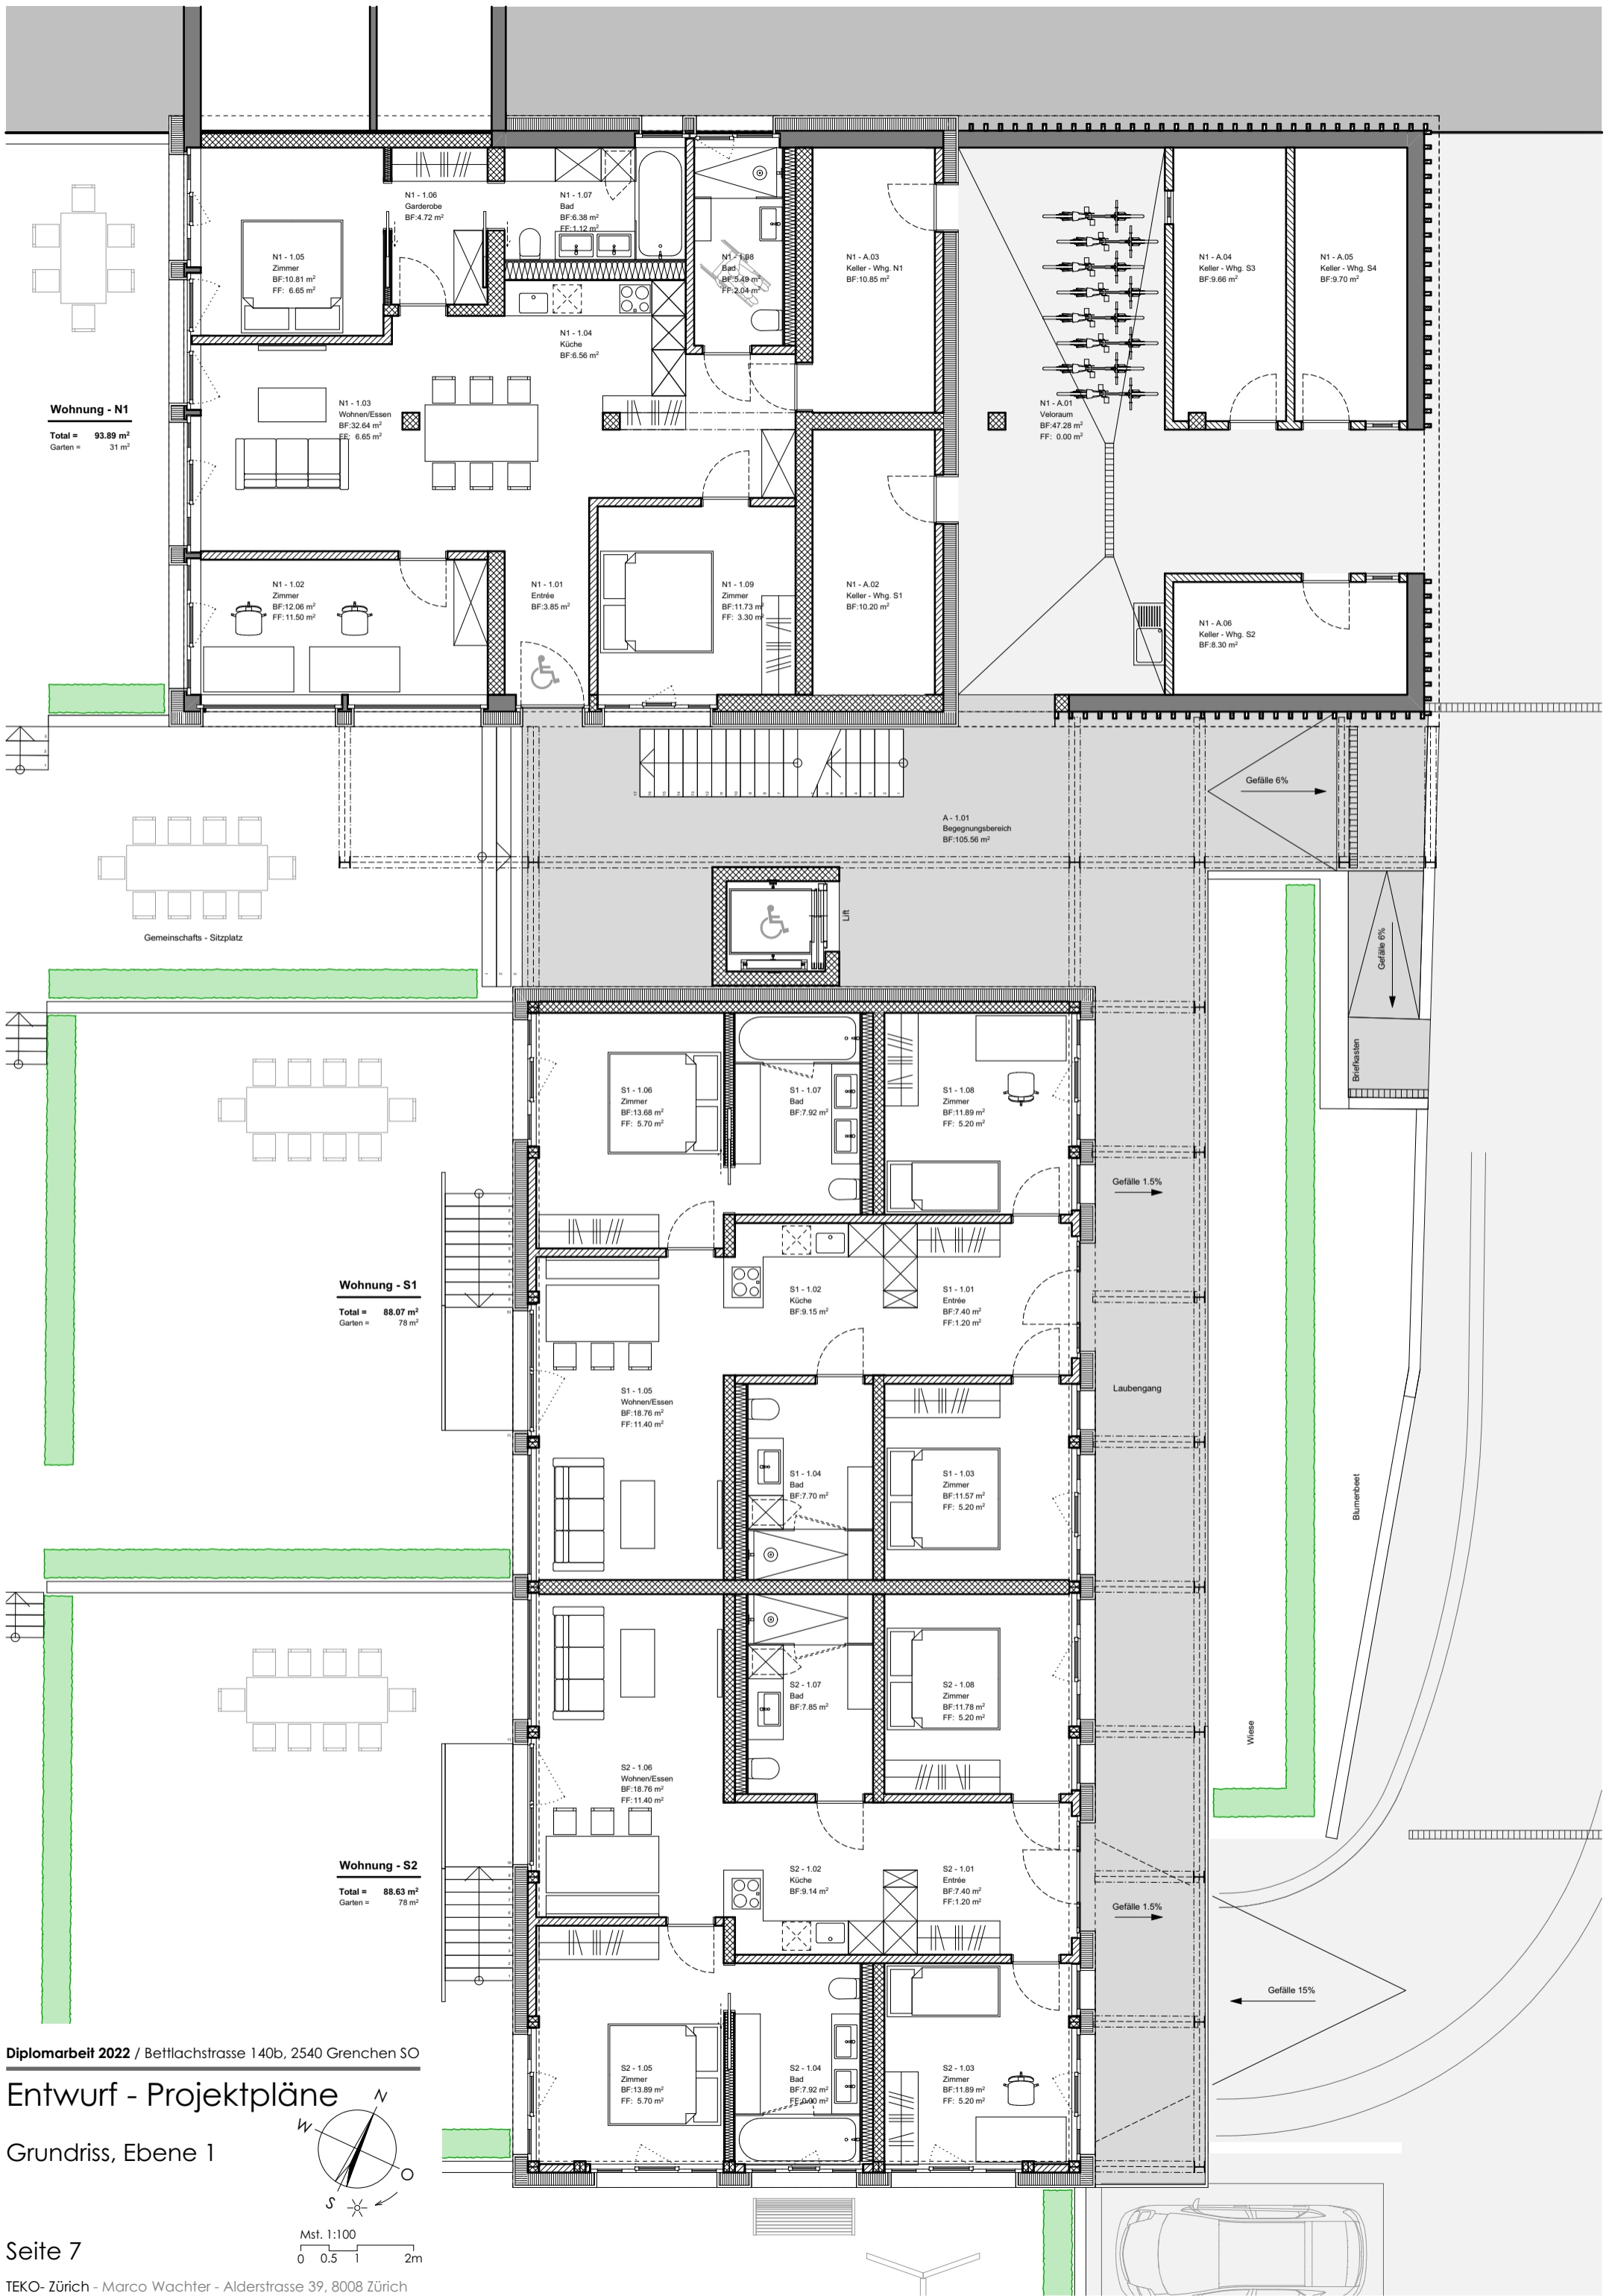 N1 - 1.06
Garderobe
BF:4.72 m²
N1 - 1.07
Bad
BF:6.38 m²
FF:1.12 m²
N1 - 1.05
Zimmer
BF:10.81 m²
FF: 6.65 m²
N1 - 1.08
Bad
BF:5.49 m²
FF:2.04 m²
N1 - A.03
Keller - Whg. N1
BF:10.85 m²
N1 - A.04
Keller - Whg. S3
BF:9.66 m²
N1 - A.05
Keller - Whg. S4
BF:9.70 m²
N1 - 1.04
Küche
BF:6.56 m²
Wohnung - N1
Total = 93.89 m²
Garten = 31 m²
N1 - 1.03
Wohnen/Essen
BF:32.64 m²
FF: 6.65 m²
N1 - A.01
Veloraum
BF:47.28 m²
FF: 0.00 m²
N1 - 1.02
Zimmer
BF:12.06 m²
FF:11.50 m²
N1 - 1.01
Entrée
BF:3.85 m²
N1 - 1.09
Zimmer
BF:11.73 m²
FF: 3.30 m²
N1 - A.02
Keller - Whg. S1
BF:10.20 m²
N1 - A.06
Keller - Whg. S2
BF:8.30 m²
Gefälle 6%
A - 1.01
Begegnungsbereich
BF:105.56 m²
Lift
Gemeinschafts - Sitzplatz
Gefälle 6%
Briefkasten
S1 - 1.06
Zimmer
BF:13.68 m²
FF: 5.70 m²
S1 - 1.07
Bad
BF:7.92 m²
S1 - 1.08
Zimmer
BF:11.89 m²
FF: 5.20 m²
Gefälle 1.5%
Wohnung - S1
Total = 88.07 m²
Garten = 78 m²
S1 - 1.02
Küche
BF:9.15 m²
S1 - 1.01
Entrée
BF:7.40 m²
FF:1.20 m²
Laubengang
S1 - 1.05
Wohnen/Essen
BF:18.76 m²
FF:11.40 m²
S1 - 1.04
Bad
BF:7.70 m²
S1 - 1.03
Zimmer
BF:11.57 m²
FF: 5.20 m²
Blumenbeet
S2 - 1.07
Bad
BF:7.85 m²
S2 - 1.08
Zimmer
BF:11.78 m²
FF: 5.20 m²
Wiese
S2 - 1.06
Wohnen/Essen
BF:18.76 m²
FF:11.40 m²
Wohnung - S2
Total = 88.63 m²
Garten = 78 m²
S2 - 1.02
Küche
BF:9.14 m²
S2 - 1.01
Entrée
BF:7.40 m²
FF:1.20 m²
Gefälle 1.5%
Gefälle 15%
S2 - 1.05
Zimmer
BF:13.89 m²
FF: 5.70 m²
S2 - 1.04
Bad
BF:7.92 m²
FF:0.00 m²
S2 - 1.03
Zimmer
BF:11.89 m²
FF: 5.20 m²
Diplomarbeit 2022 / Bettlachstrasse 140b, 2540 Grenchen SO
Entwurf - Projektpläne
Grundriss, Ebene 1
N
W
O
S
Mst. 1:100
0 0.5 1 2m
Seite 7
TEKO- Zürich - Marco Wachter - Alderstrasse 39, 8008 Zürich